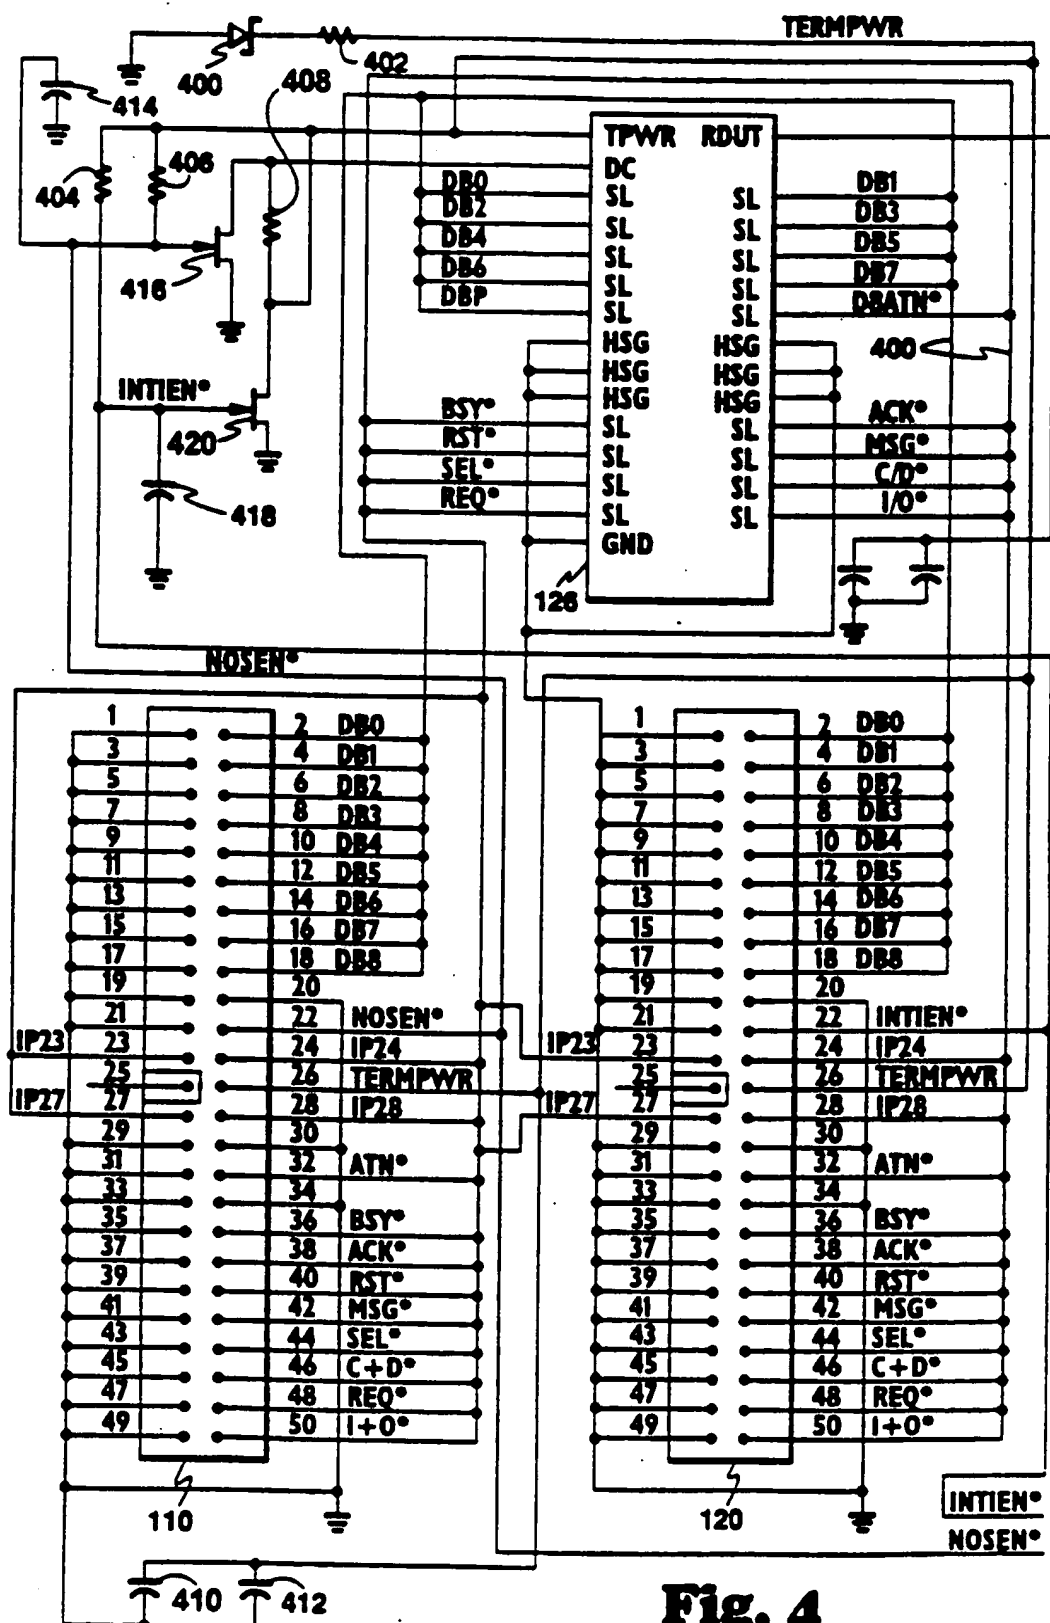 TERMPWR
400
402
408
414
404
406
416
INTIEN*
420
418
TPWR RDUT
DC
DB0 SL SL DB1
DB2 SL SL DB3
DB4 SL SL DB5
DB6 SL SL DB7
DBP SL SL DBATN*
HSG HSG
HSG HSG
HSG HSG
400
BSY* SL SL ACK*
RST* SL SL MSG*
SEL* SL SL C/D*
REQ* SL SL I/O*
GND
126
NOSEN*
1 2 DB0
3 4 DB1
5 6 DB2
7 8 DB3
9 10 DB4
11 12 DB5
13 14 DB6
15 16 DB7
17 18 DB8
19 20
21 22 NOSEN*
IP23 23 24 IP24
25 26 TERMPWR
IP27 27 28 IP28
29 30
31 32 ATN*
33 34
35 36 BSY*
37 38 ACK*
39 40 RST*
41 42 MSG*
43 44 SEL*
45 46 C+D*
47 48 REQ*
49 50 I+O*
110
1 2 DB0
3 4 DB1
5 6 DB2
7 8 DB3
9 10 DB4
11 12 DB5
13 14 DB6
15 16 DB7
17 18 DB8
19 20
21 22 INTIEN*
IP23 23 24 IP24
25 26 TERMPWR
IP27 27 28 IP28
29 30
31 32 ATN*
33 34
35 36 BSY*
37 38 ACK*
39 40 RST*
41 42 MSG*
43 44 SEL*
45 46 C+D*
47 48 REQ*
49 50 I+O*
120
INTIEN*
NOSEN*
410
412
Fig. 4